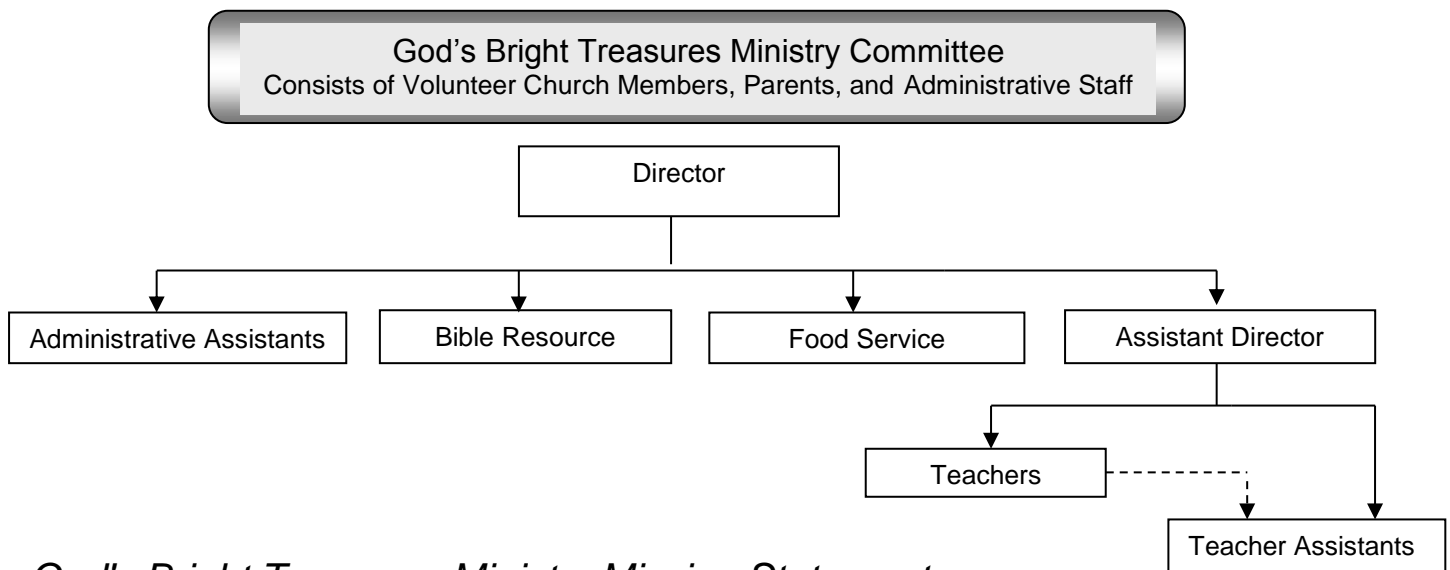 God’s Bright Treasures Ministry Committee
Consists of Volunteer Church Members, Parents, and Administrative Staff
Director
Administrative Assistants
Bible Resource
Food Service
Assistant Director
Teachers
Teacher Assistants